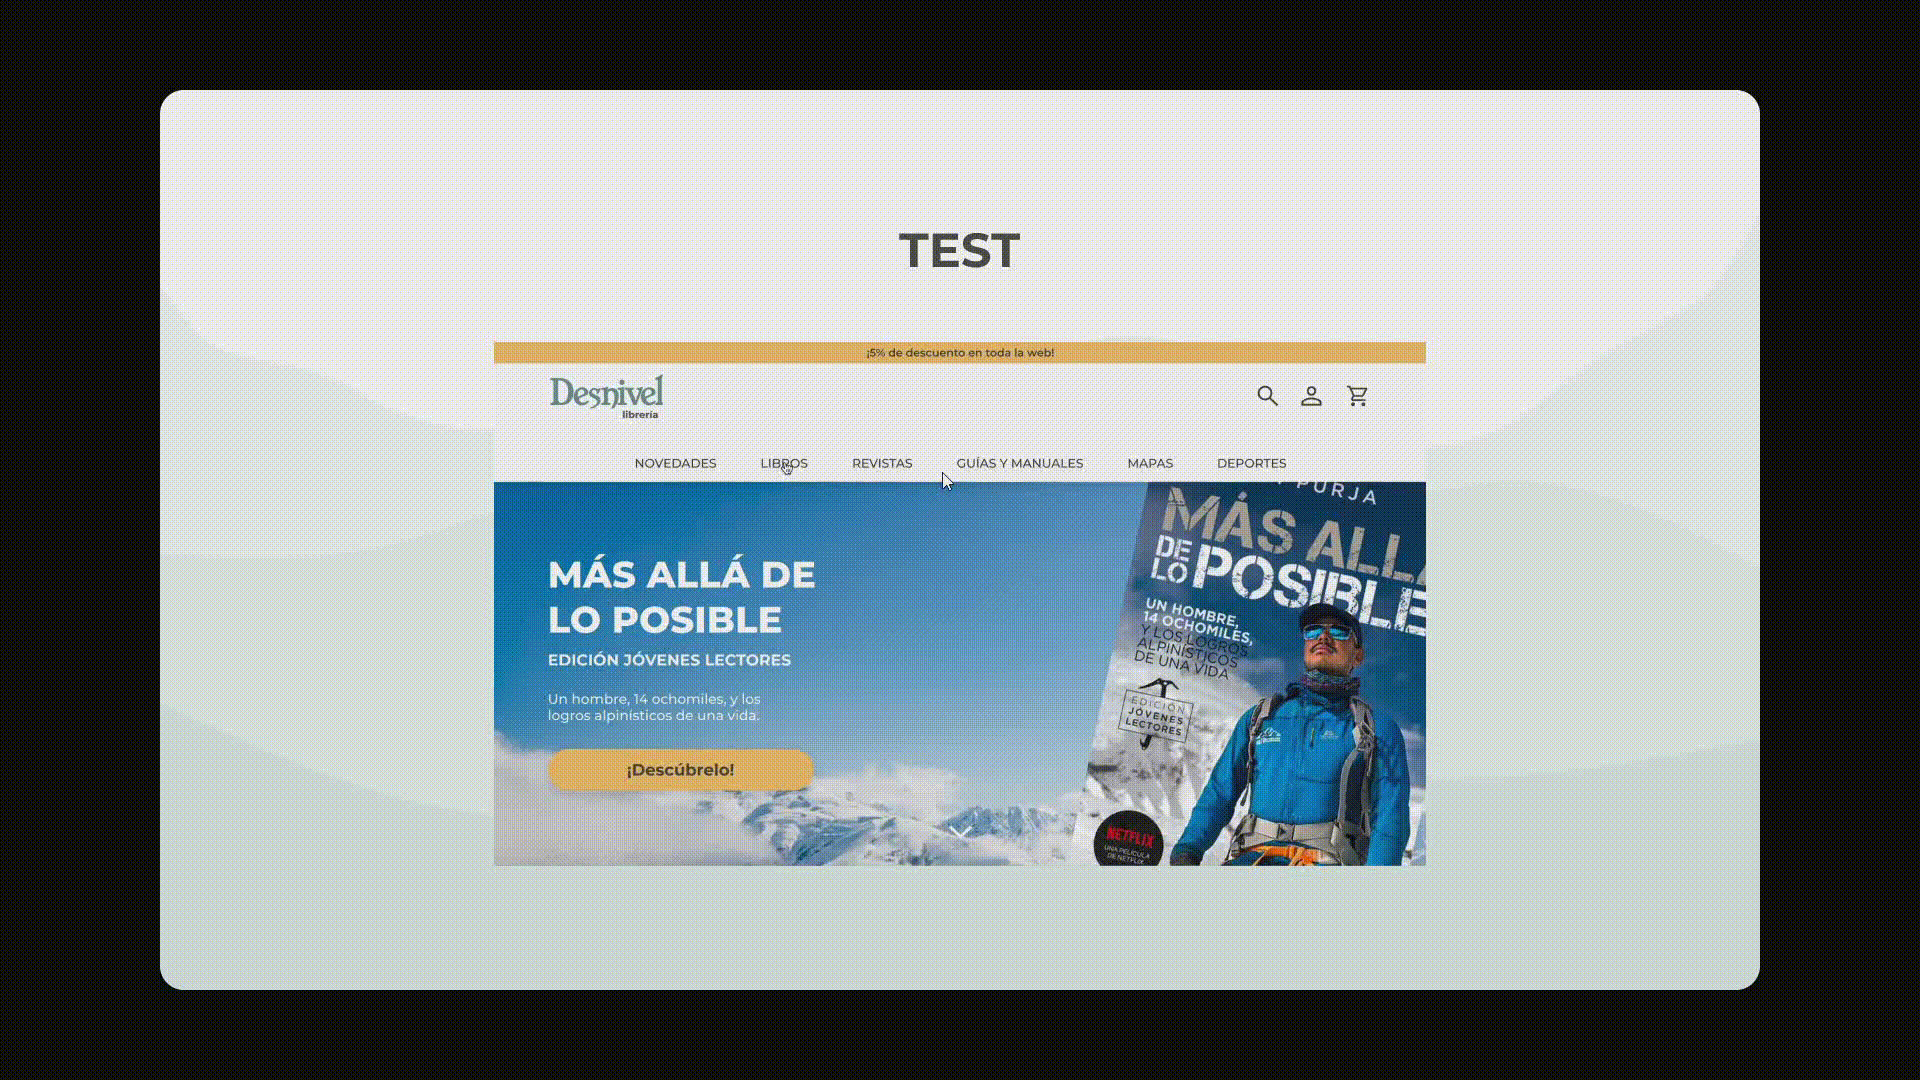 TEST
¡5% de descuento en toda la web!
Desnivel
librería
NOVEDADES LIBROS REVISTAS GUÍAS Y MANUALES MAPAS DEPORTES
MÁS ALLÁ DE
LO POSIBLE
EDICIÓN JÓVENES LECTORES
Un hombre, 14 ochomiles, y los
logros alpinísticos de una vida.
¡Descúbrelo!
PURJA
MÁS ALLÁ
DE
LO POSIBLE
UN HOMBRE,
14 OCHOMILES,
Y LOS LOGROS
ALPINÍSTICOS
DE UNA VIDA
EDICIÓN
JÓVENES
LECTORES
NETFLIX
UNA PELÍCULA
DE NETFLIX